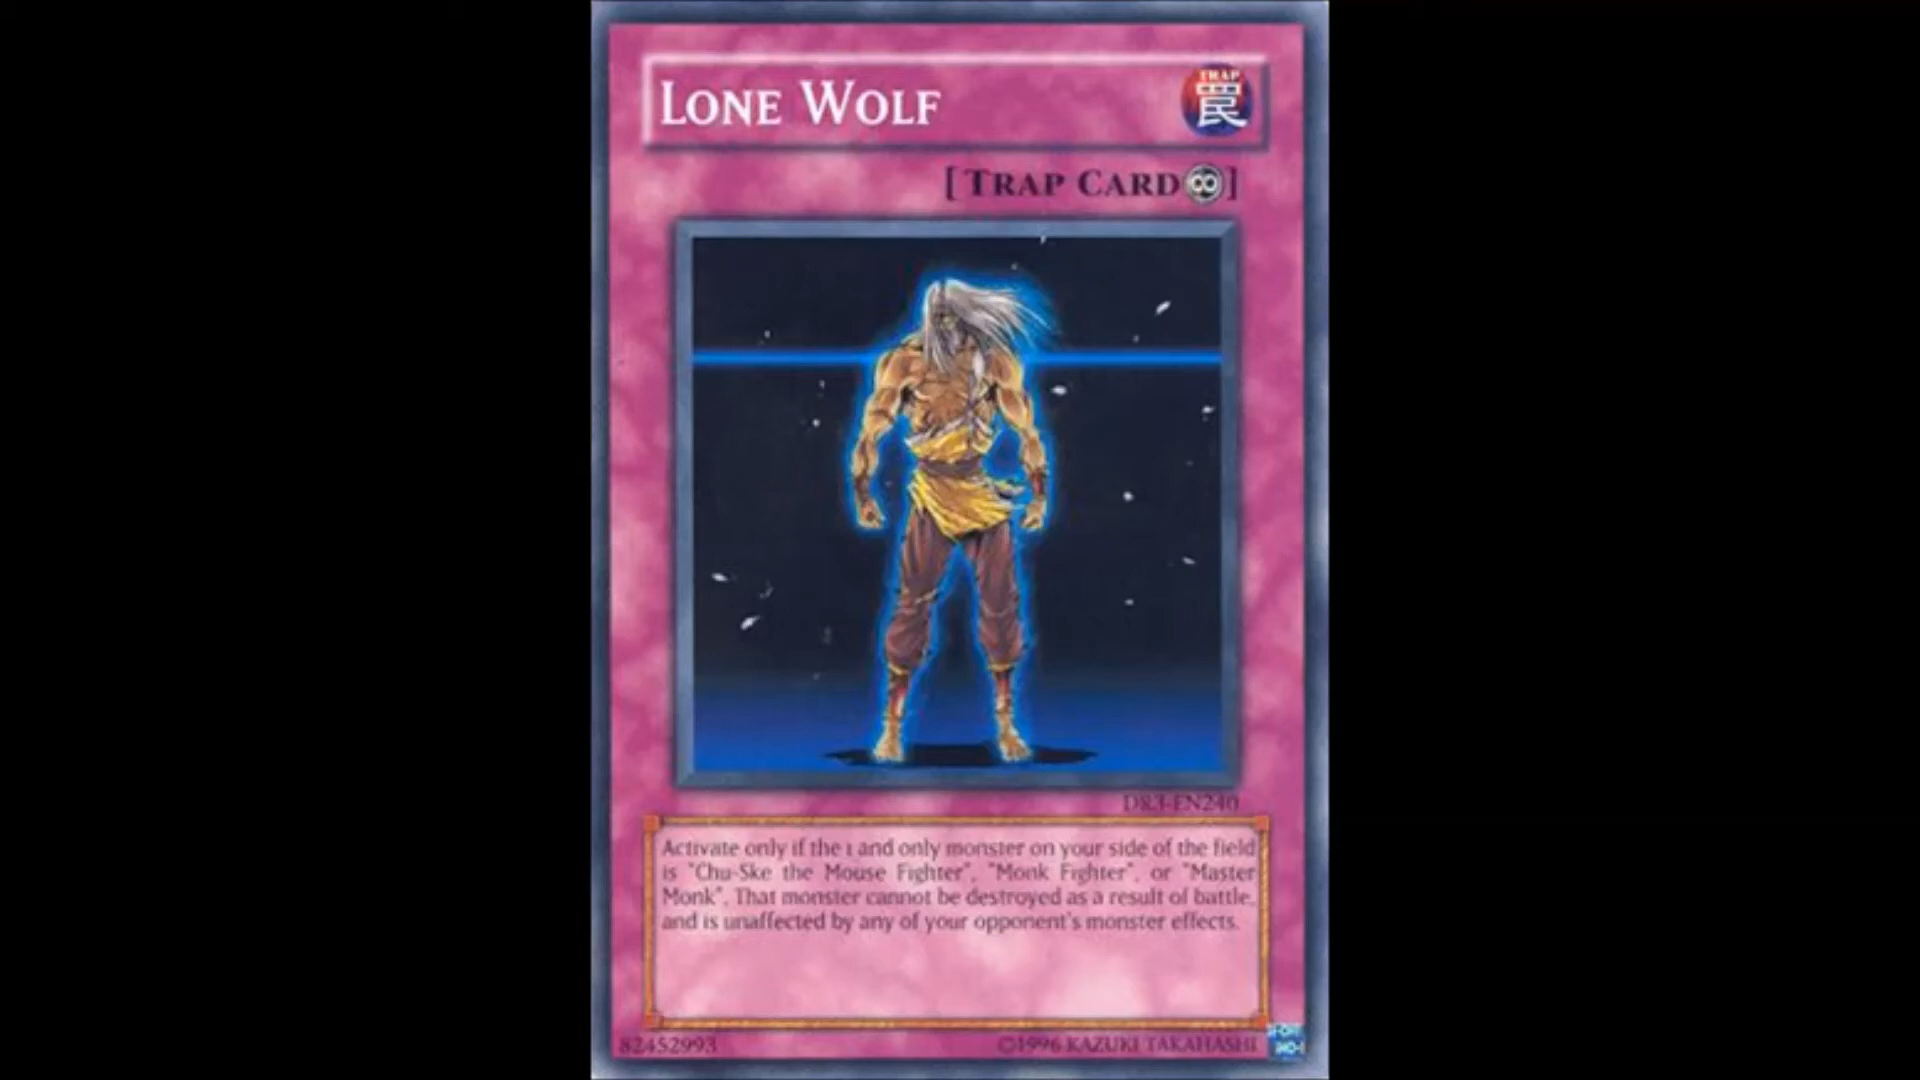 LONE WOLF
TRAP
罠
[TRAP CARD∞]
DR3-EN240
Activate only if the 1 and only monster on your side of the field
is "Chu-Ske the Mouse Fighter", "Monk Fighter", or "Master
Monk". That monster cannot be destroyed as a result of battle,
and is unaffected by any of your opponent's monster effects.
82452993
©1996 KAZUKI TAKAHASHI